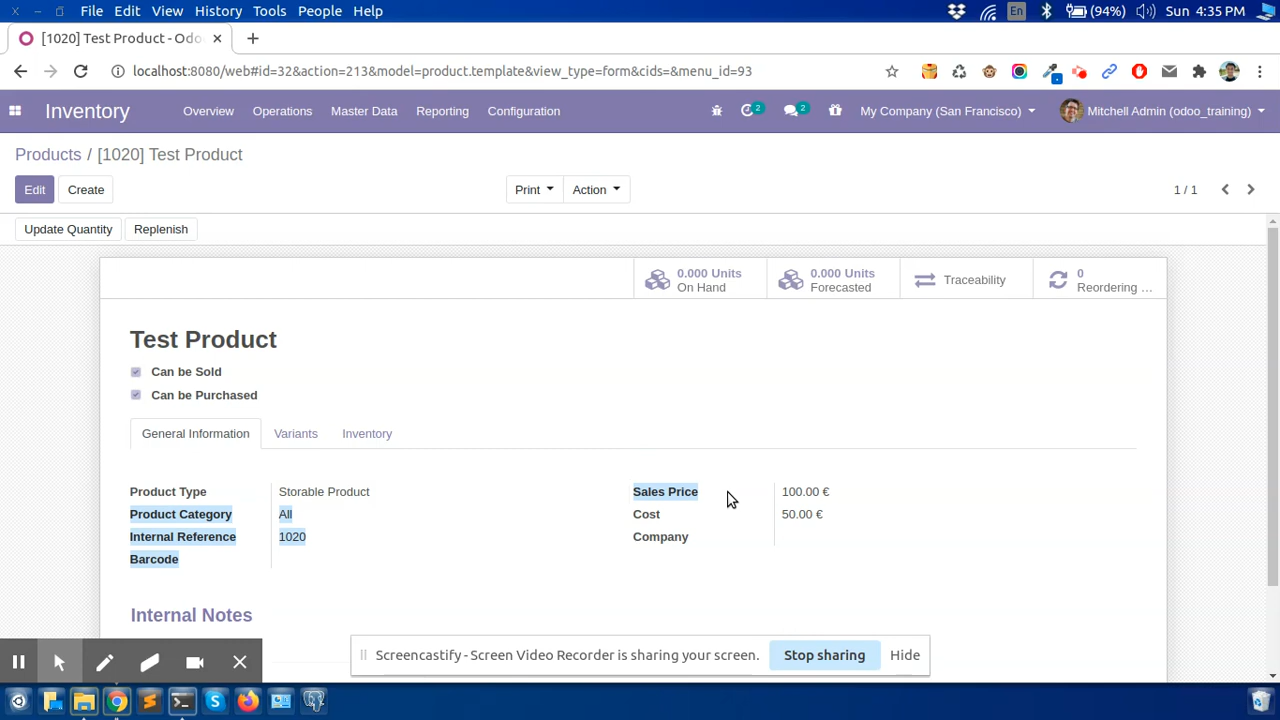 File Edit View History Tools People Help
En (94%) Sun 4:35 PM
[1020] Test Product - Odo
localhost:8080/web#id=32&action=213&model=product.template&view_type=form&cids=&menu_id=93
Inventory Overview Operations Master Data Reporting Configuration 2 2 My Company (San Francisco) Mitchell Admin (odoo_training)
Products / [1020] Test Product
Edit Create Print Action 1 / 1
Update Quantity Replenish
0.000 Units On Hand
0.000 Units Forecasted
Traceability
0 Reordering ...
Test Product
Can be Sold
Can be Purchased
General Information Variants Inventory
Product Type Storable Product Sales Price 100.00 €
Product Category All Cost 50.00 €
Internal Reference 1020 Company
Barcode
Internal Notes
Screencastify - Screen Video Recorder is sharing your screen. Stop sharing Hide